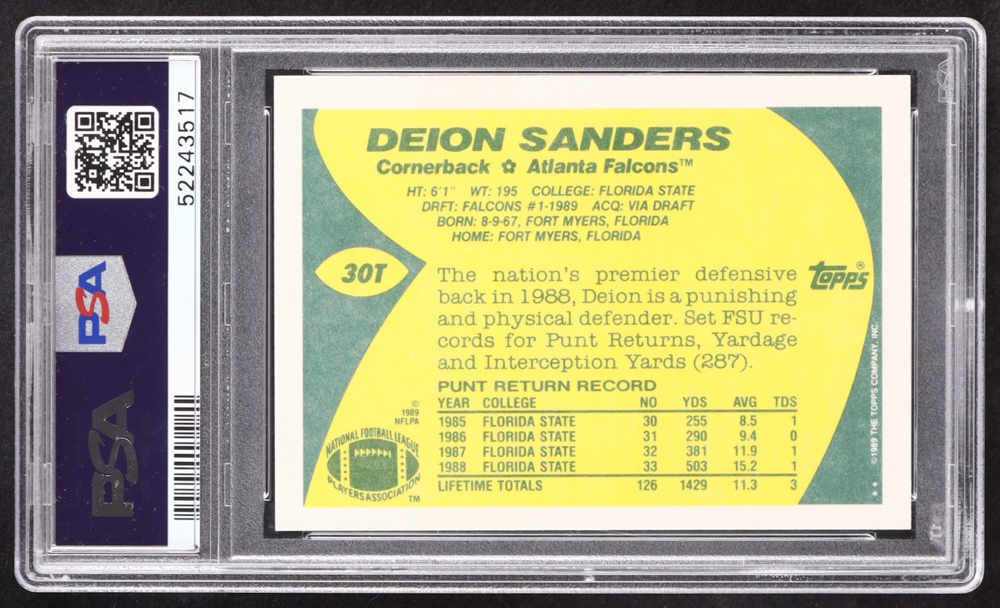 52243517
PSA
PSA
DEION SANDERS
Cornerback ✿ Atlanta Falcons™
HT: 6'1" WT: 195 COLLEGE: FLORIDA STATE
DRFT: FALCONS #1-1989 ACQ: VIA DRAFT
BORN: 8-9-67, FORT MYERS, FLORIDA
HOME: FORT MYERS, FLORIDA
30T
topps®
The nation's premier defensive
back in 1988, Deion is a punishing
and physical defender. Set FSU re-
cords for Punt Returns, Yardage
and Interception Yards (287).
PUNT RETURN RECORD
YEAR COLLEGE NO YDS AVG TDS
1985 FLORIDA STATE 30 255 8.5 1
1986 FLORIDA STATE 31 290 9.4 0
1987 FLORIDA STATE 32 381 11.9 1
1988 FLORIDA STATE 33 503 15.2 1
LIFETIME TOTALS 126 1429 11.3 3
©
1989
NFLPA
NATIONAL FOOTBALL LEAGUE
PLAYERS ASSOCIATION
TM
©1989 THE TOPPS COMPANY, INC.
**